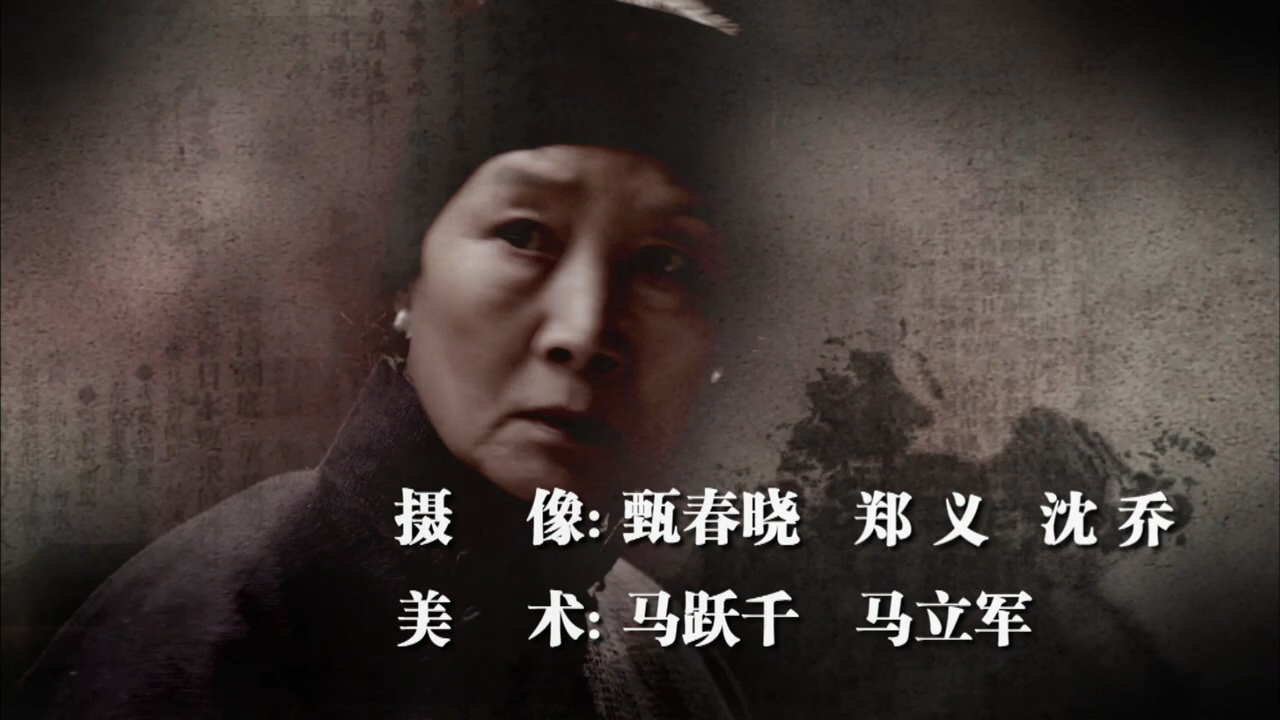 摄 像: 甄春晓 郑义 沈乔
美 术: 马跃千 马立军